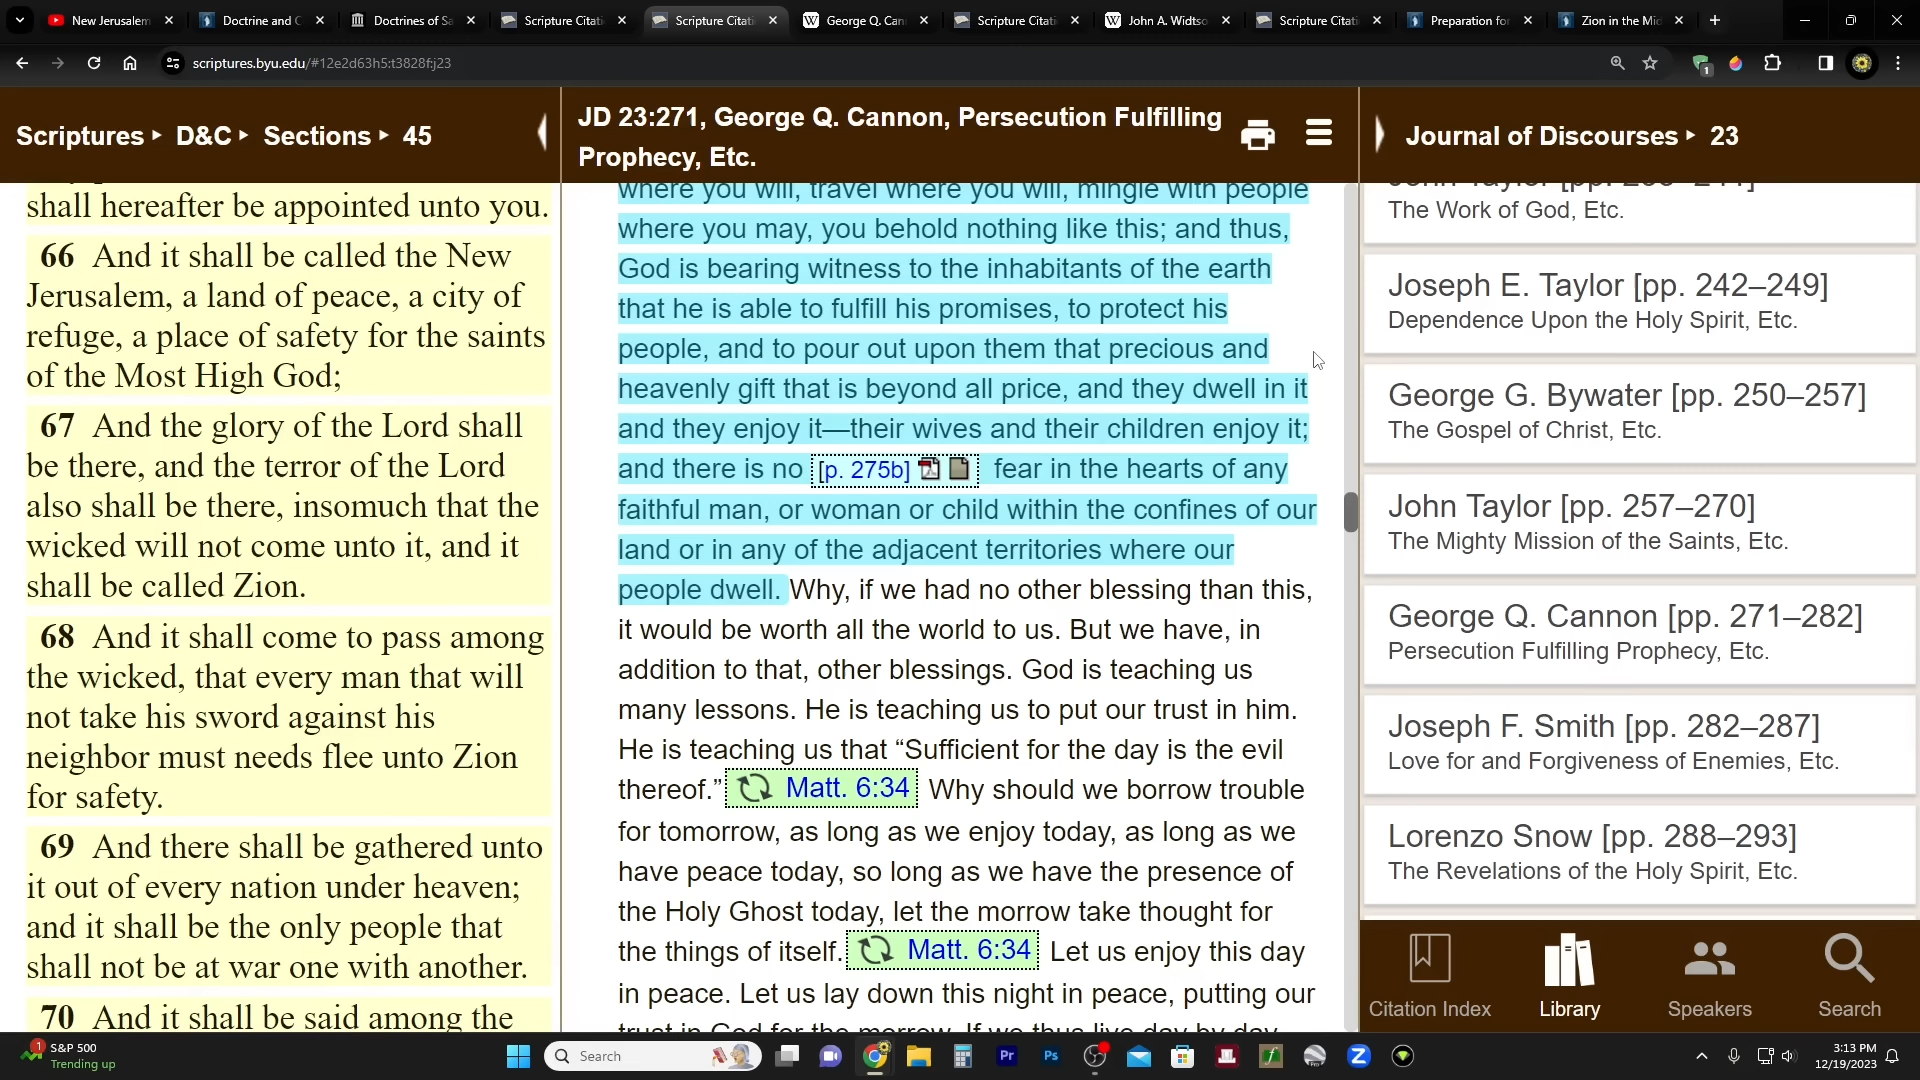 New Jerusalem
Doctrine and C
Doctrines of Sa
Scripture Citati
Scripture Citati
George Q. Can
Scripture Citati
John A. Widtso
Scripture Citati
Preparation for
Zion in the Mid
scriptures.byu.edu/#12e2d63h5:t3828f:j23
1
Scriptures D&C Sections 45
JD 23:271, George Q. Cannon, Persecution Fulfilling
Prophecy, Etc.
Journal of Discourses 23
shall hereafter be appointed unto you.
66 And it shall be called the New
Jerusalem, a land of peace, a city of
refuge, a place of safety for the saints
of the Most High God;
67 And the glory of the Lord shall
be there, and the terror of the Lord
also shall be there, insomuch that the
wicked will not come unto it, and it
shall be called Zion.
68 And it shall come to pass among
the wicked, that every man that will
not take his sword against his
neighbor must needs flee unto Zion
for safety.
69 And there shall be gathered unto
it out of every nation under heaven;
and it shall be the only people that
shall not be at war one with another.
70 And it shall be said among the
where you will, travel where you will, mingle with people
where you may, you behold nothing like this; and thus,
God is bearing witness to the inhabitants of the earth
that he is able to fulfill his promises, to protect his
people, and to pour out upon them that precious and
heavenly gift that is beyond all price, and they dwell in it
and they enjoy it—their wives and their children enjoy it;
and there is no [p. 275b] fear in the hearts of any
faithful man, or woman or child within the confines of our
land or in any of the adjacent territories where our
people dwell. Why, if we had no other blessing than this,
it would be worth all the world to us. But we have, in
addition to that, other blessings. God is teaching us
many lessons. He is teaching us to put our trust in him.
He is teaching us that “Sufficient for the day is the evil
thereof.” Matt. 6:34 Why should we borrow trouble
for tomorrow, as long as we enjoy today, as long as we
have peace today, so long as we have the presence of
the Holy Ghost today, let the morrow take thought for
the things of itself. Matt. 6:34 Let us enjoy this day
in peace. Let us lay down this night in peace, putting our
trust in God for the morrow. If we thus live day by day
The Work of God, Etc.
Joseph E. Taylor [pp. 242–249]
Dependence Upon the Holy Spirit, Etc.
George G. Bywater [pp. 250–257]
The Gospel of Christ, Etc.
John Taylor [pp. 257–270]
The Mighty Mission of the Saints, Etc.
George Q. Cannon [pp. 271–282]
Persecution Fulfilling Prophecy, Etc.
Joseph F. Smith [pp. 282–287]
Love for and Forgiveness of Enemies, Etc.
Lorenzo Snow [pp. 288–293]
The Revelations of the Holy Spirit, Etc.
Citation Index
Library
Speakers
Search
1
S&P 500
Trending up
Search
Pr
Ps
3:13 PM
12/19/2023